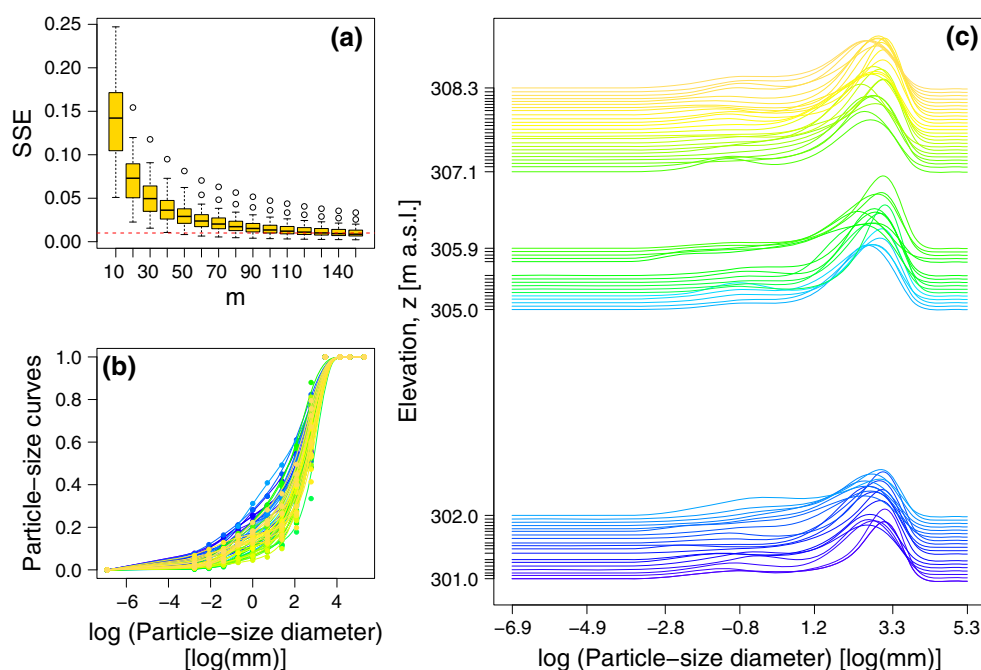 (a)
SSE
0.25
0.20
0.15
0.10
0.05
0.00
10 30 50 70 90 110 140
m
(b)
Particle−size curves
1.0
0.8
0.6
0.4
0.2
0.0
−6 −4 −2 0 2 4
log (Particle−size diameter)
[log(mm)]
(c)
Elevation, z [m a.s.l.]
308.3
307.1
305.9
305.0
302.0
301.0
−6.9 −4.9 −2.8 −0.8 1.2 3.3 5.3
log (Particle−size diameter) [log(mm)]